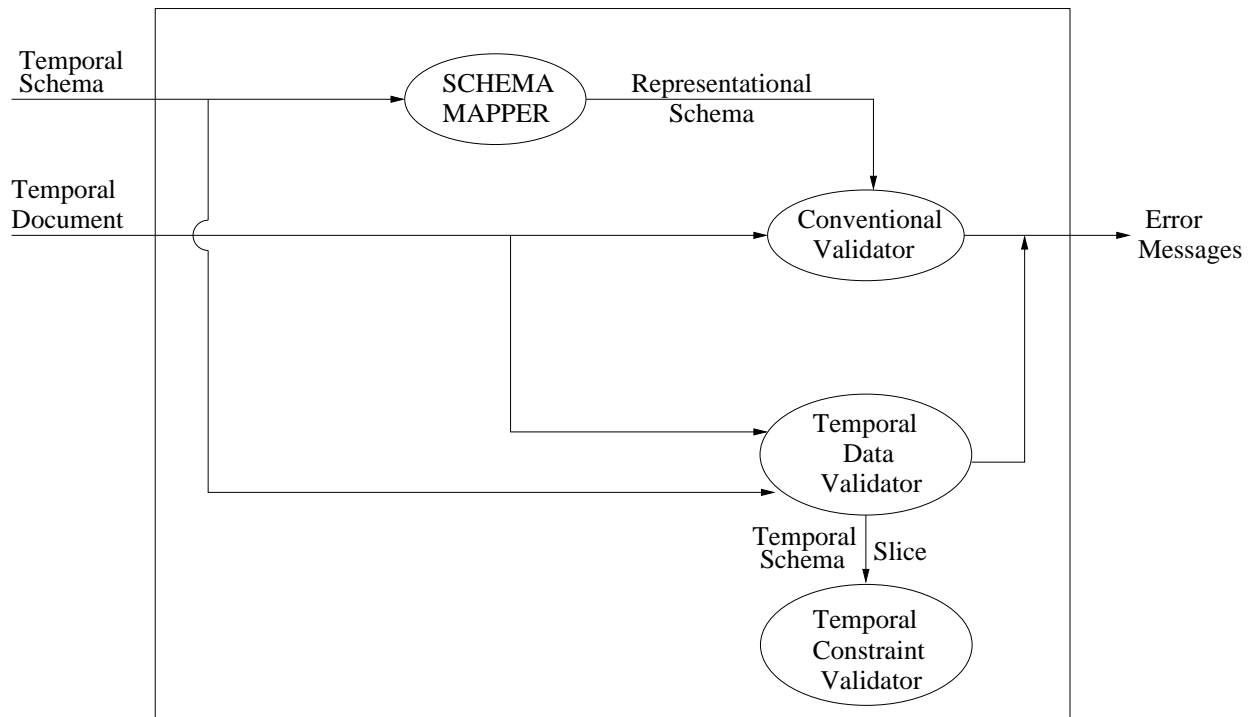 Temporal
Schema
SCHEMA
MAPPER
Representational
Schema
Temporal
Document
Conventional
Validator
Error
Messages
Temporal
Data
Validator
Temporal
Schema
Slice
Temporal
Constraint
Validator